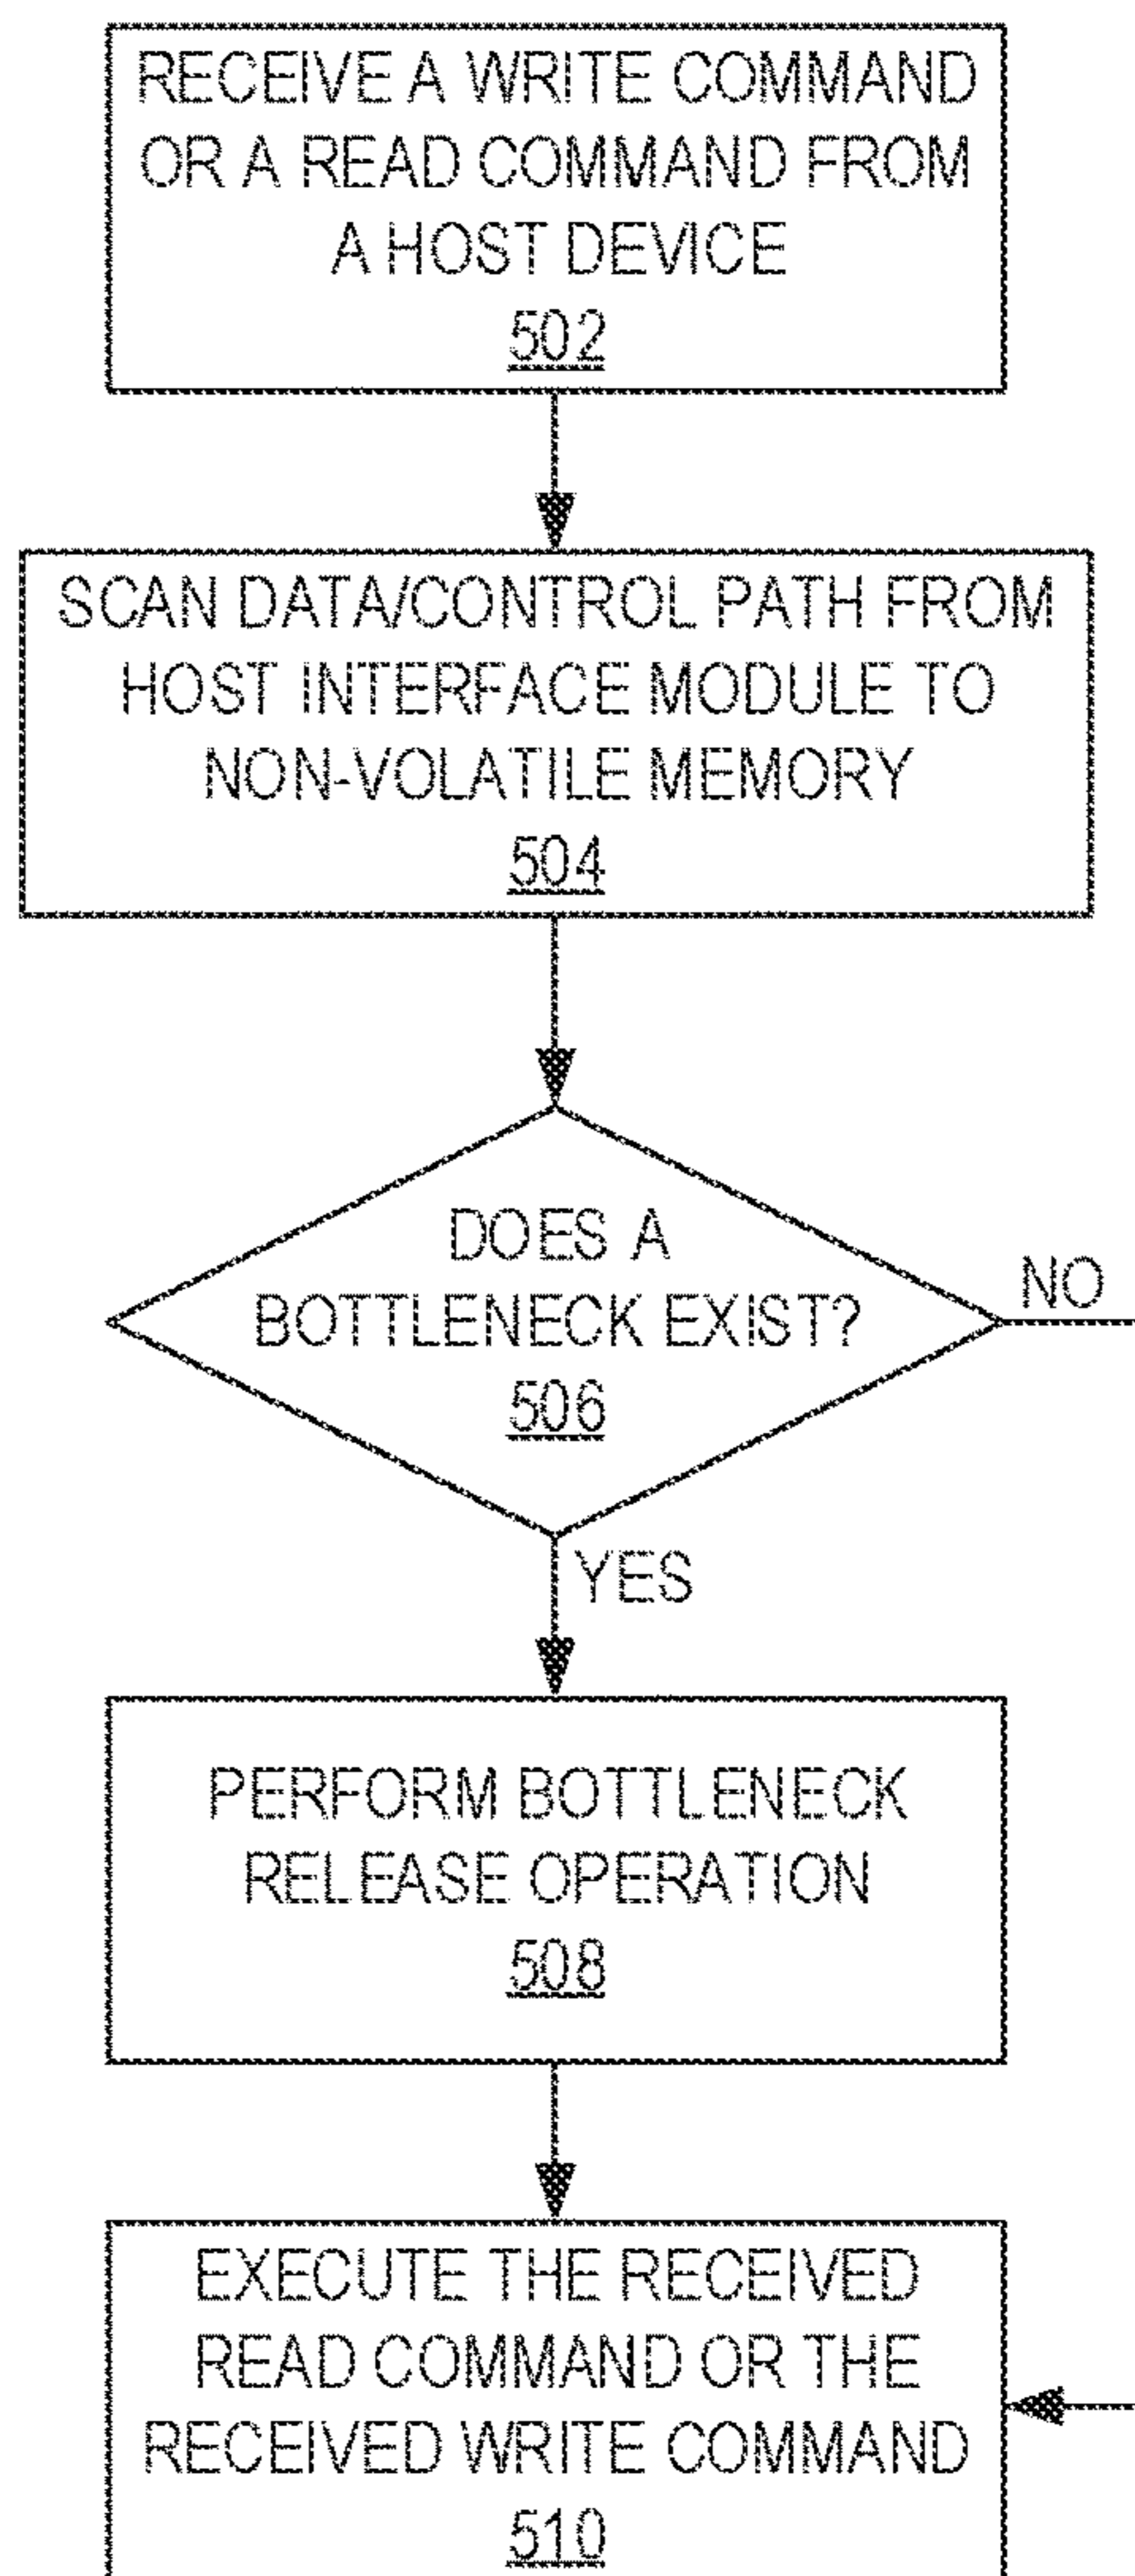 RECEIVE A WRITE COMMAND
OR A READ COMMAND FROM
A HOST DEVICE
502
SCAN DATA/CONTROL PATH FROM
HOST INTERFACE MODULE TO
NON-VOLATILE MEMORY
504
DOES A
BOTTLENECK EXIST?
506
NO
YES
PERFORM BOTTLENECK
RELEASE OPERATION
508
EXECUTE THE RECEIVED
READ COMMAND OR THE
RECEIVED WRITE COMMAND
510